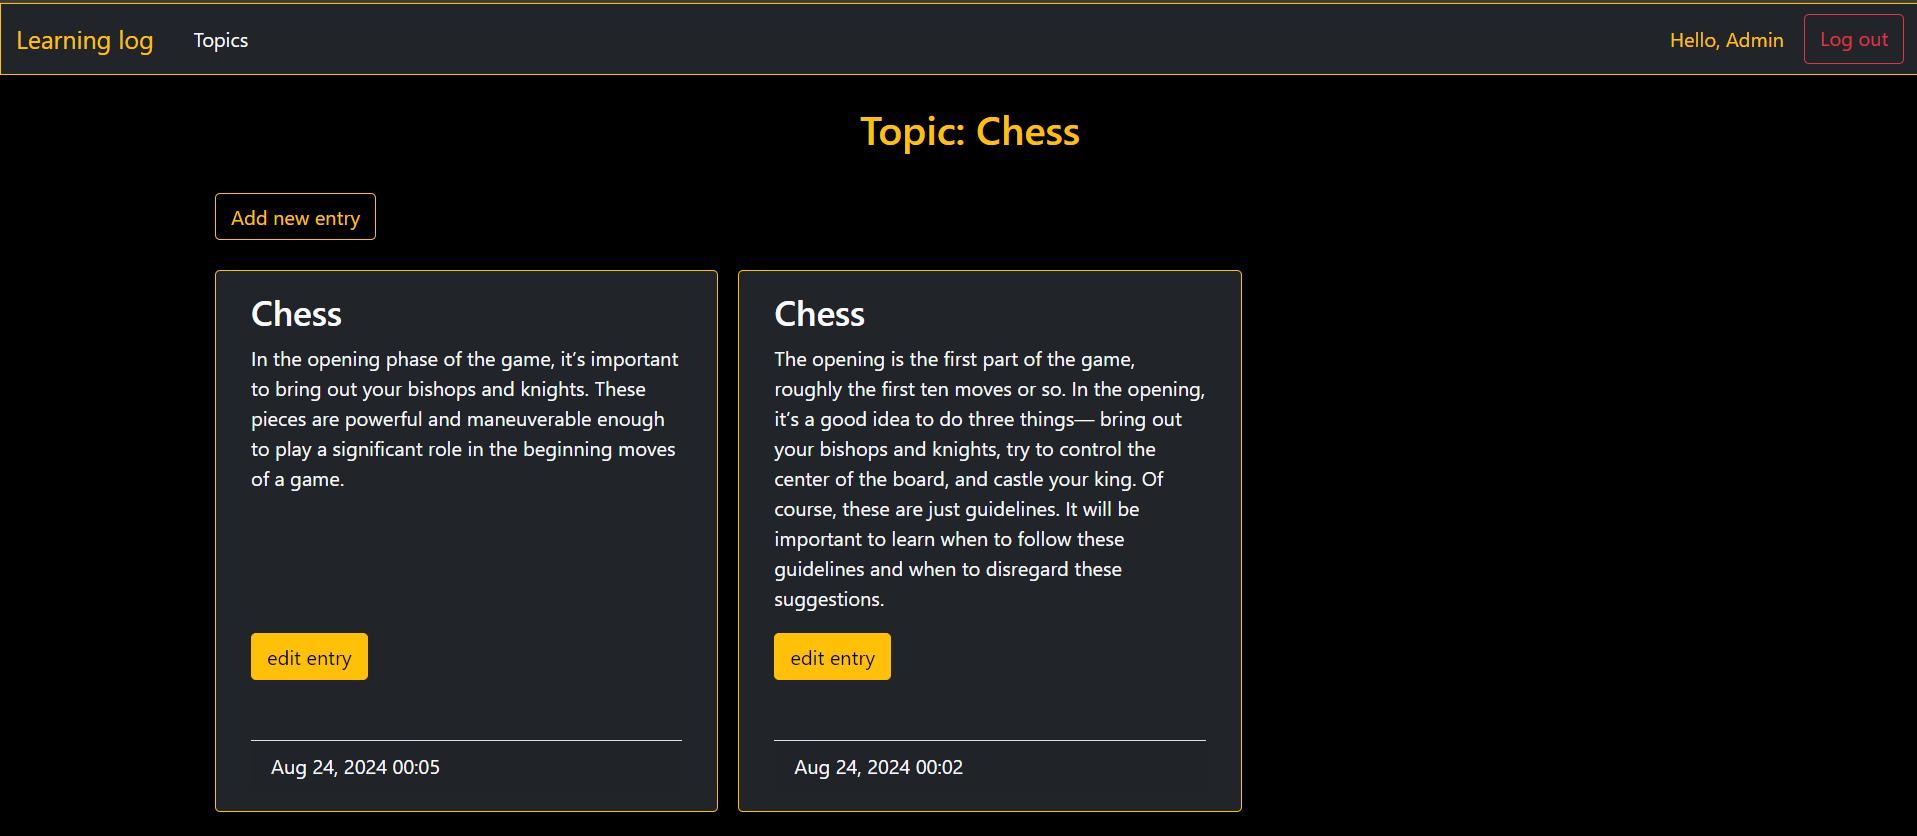 Learning log Topics Hello, Admin Log out
Topic: Chess
Add new entry
Chess
In the opening phase of the game, it’s important
to bring out your bishops and knights. These
pieces are powerful and maneuverable enough
to play a significant role in the beginning moves
of a game.
edit entry
Aug 24, 2024 00:05
Chess
The opening is the first part of the game,
roughly the first ten moves or so. In the opening,
it’s a good idea to do three things— bring out
your bishops and knights, try to control the
center of the board, and castle your king. Of
course, these are just guidelines. It will be
important to learn when to follow these
guidelines and when to disregard these
suggestions.
edit entry
Aug 24, 2024 00:02